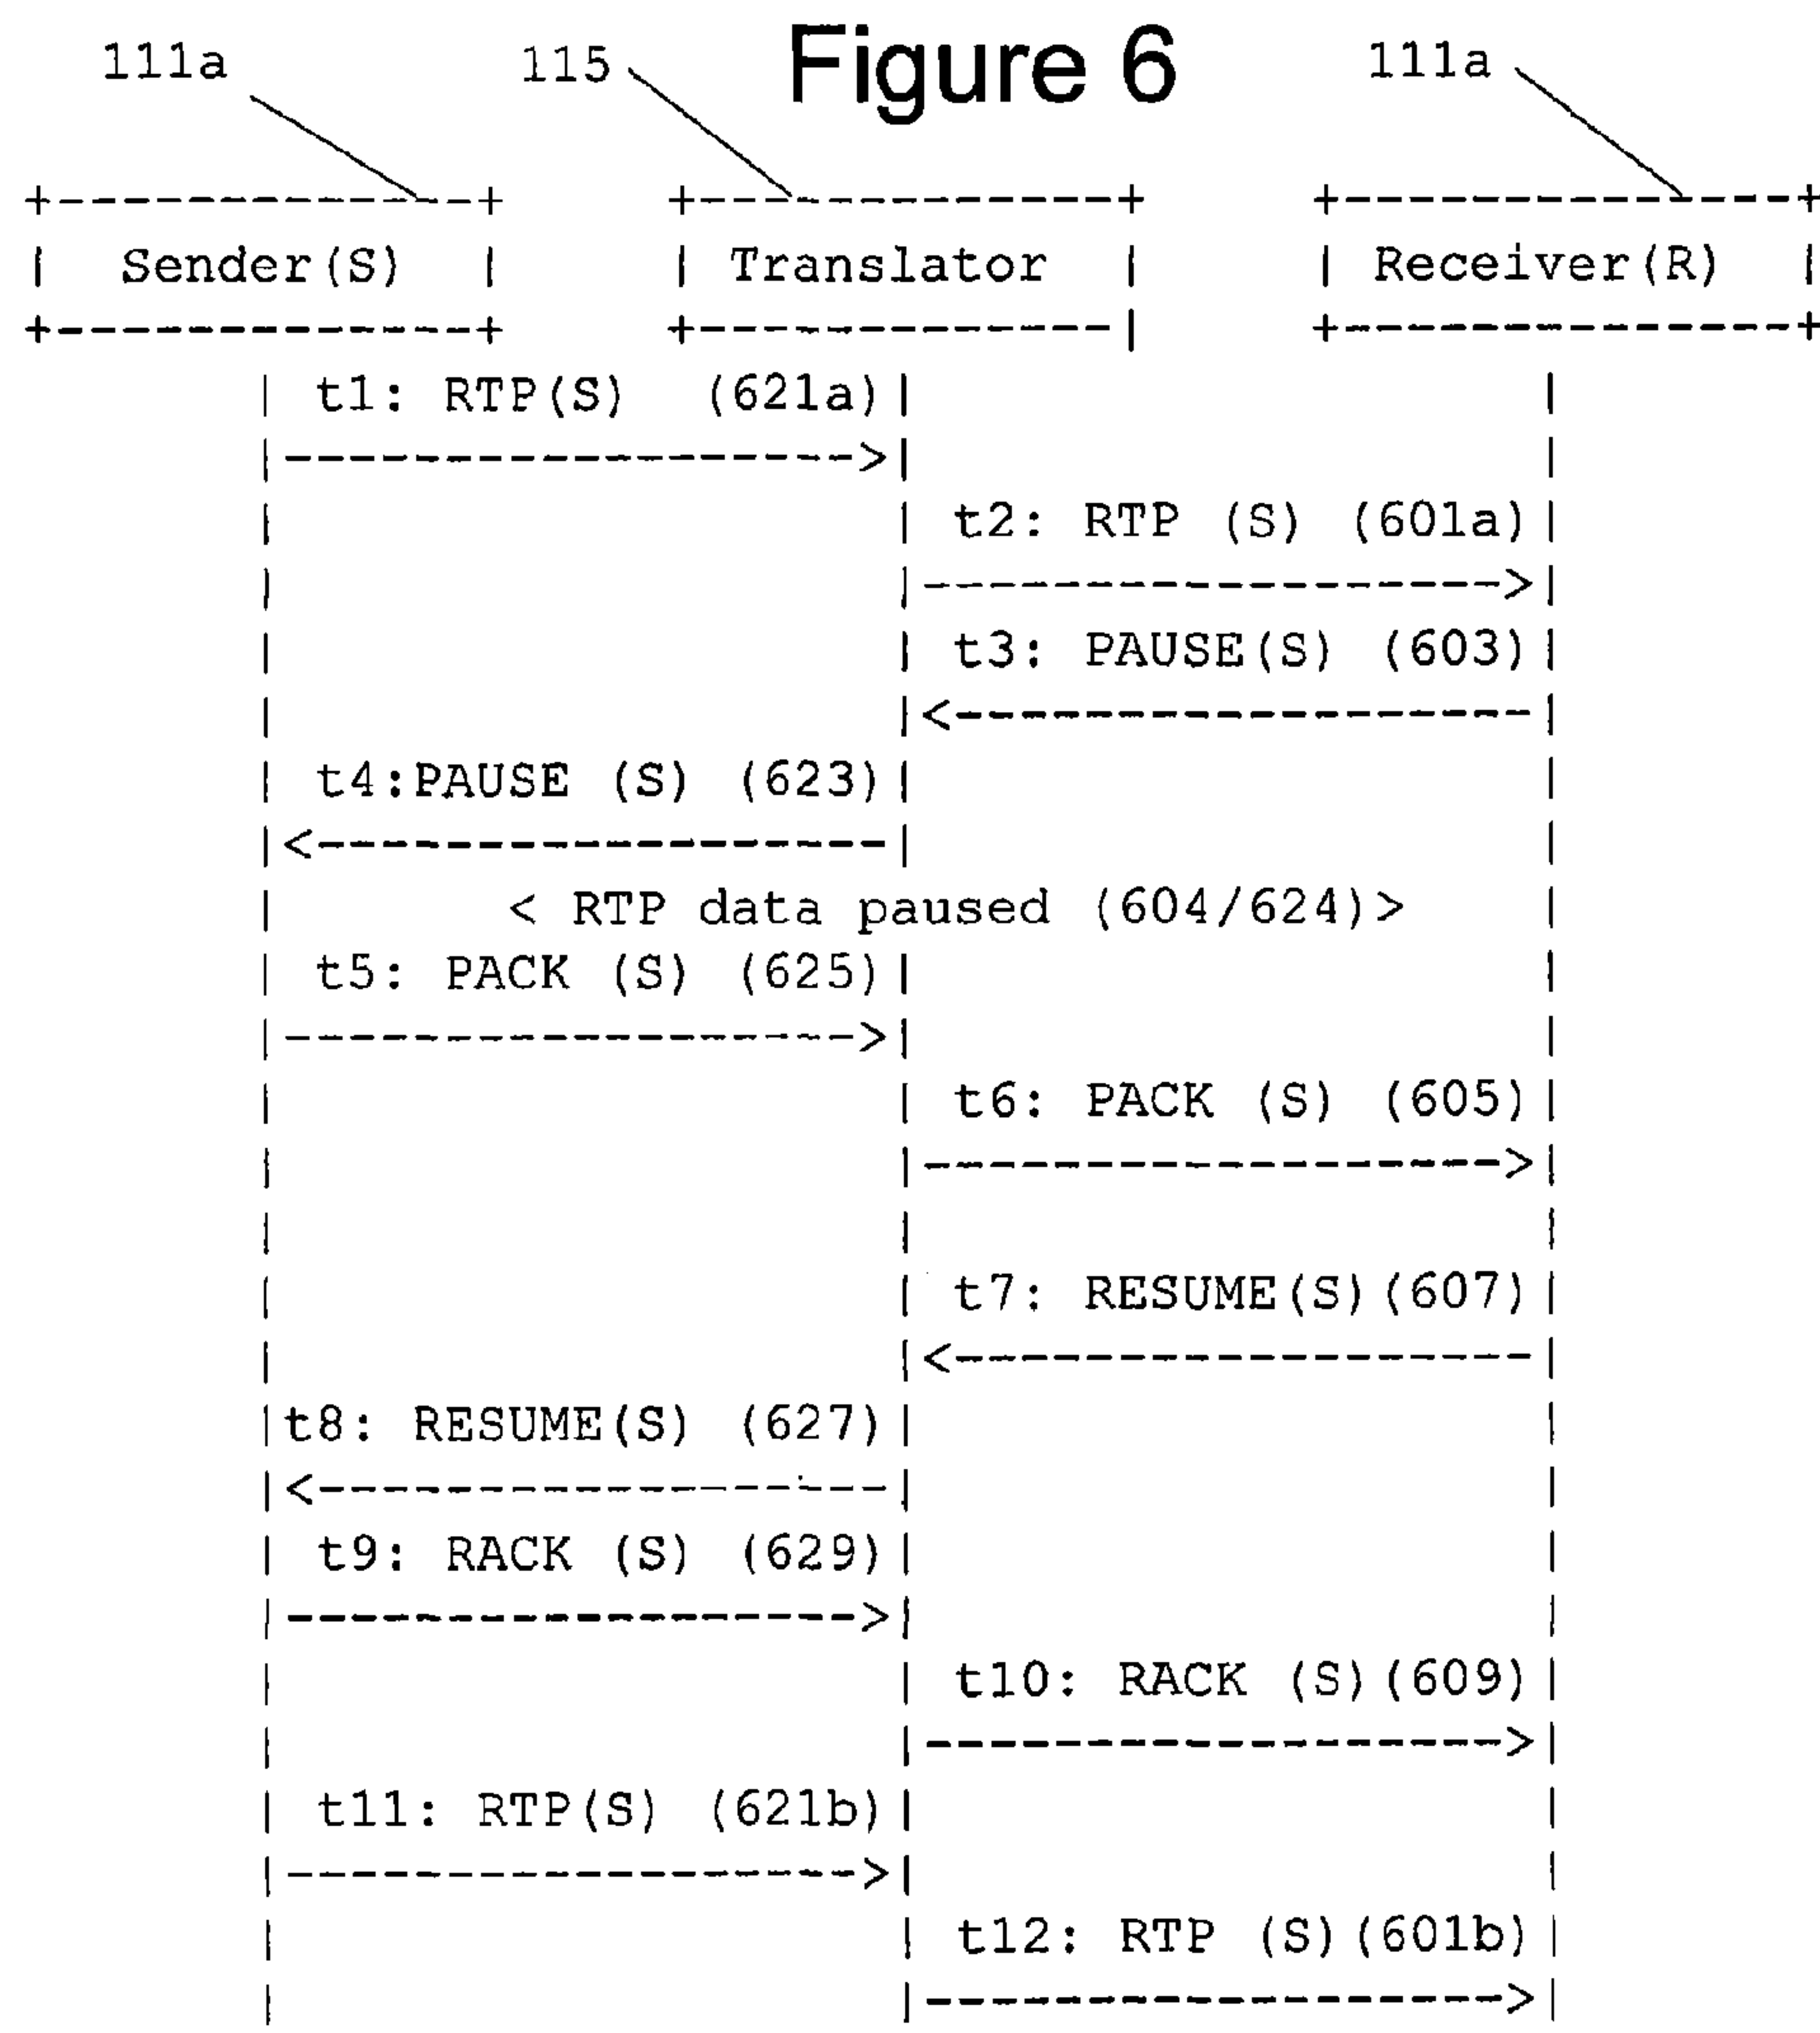 Figure 6
111a 115 111a
Sender(S) Translator Receiver(R)
t1: RTP(S) (621a)
t2: RTP (S) (601a)
t3: PAUSE(S) (603)
t4:PAUSE (S) (623)
< RTP data paused (604/624)>
t5: PACK (S) (625)
t6: PACK (S) (605)
t7: RESUME(S)(607)
t8: RESUME(S) (627)
t9: RACK (S) (629)
t10: RACK (S)(609)
t11: RTP(S) (621b)
t12: RTP (S)(601b)